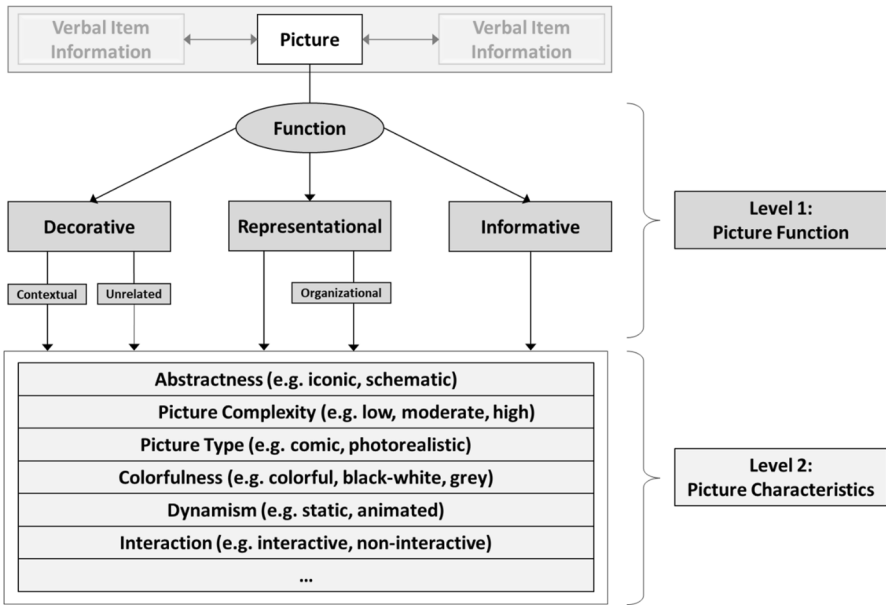 Verbal Item
Information
Picture
Verbal Item
Information
Function
Decorative
Representational
Informative
Level 1:
Picture Function
Contextual
Unrelated
Organizational
Abstractness (e.g. iconic, schematic)
Picture Complexity (e.g. low, moderate, high)
Picture Type (e.g. comic, photorealistic)
Colorfulness (e.g. colorful, black-white, grey)
Dynamism (e.g. static, animated)
Interaction (e.g. interactive, non-interactive)
...
Level 2:
Picture Characteristics